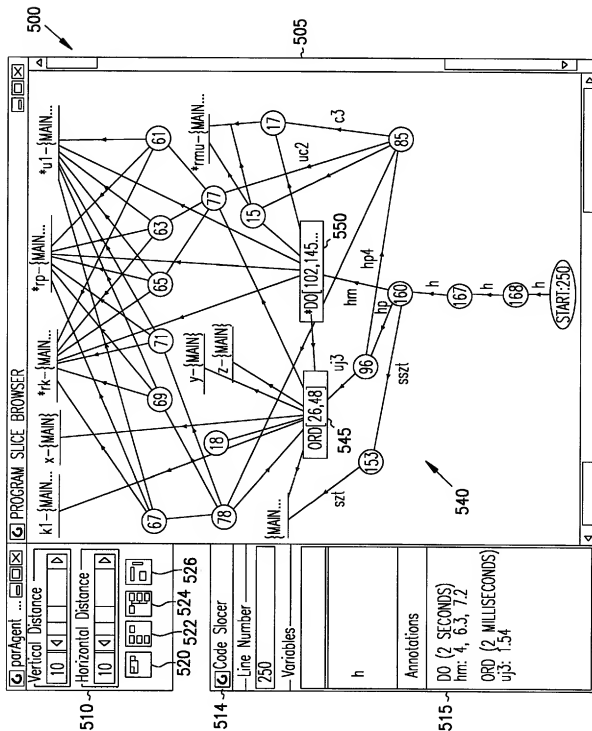 500
parAgent ...
Vertical Distance
10
Horizontal Distance
10
510
520
522
524
526
514
Code Slocer
Line Number
250
Variables
h
Annotations
DO (2 SECONDS)
hm: 4, 6.3, 7.2
ORD (2 MILLISECONDS)
uj3: 1.54
515
PROGRAM SLICE BROWSER
505
k1-{MAIN...
x-{MAIN}
*rk-{MAIN...
*rp-{MAIN...
*u1-{MAIN...
67
69
71
65
63
61
78
18
y-{MAIN}
z-{MAIN}
77
*rmu-{MAIN...
15
17
{MAIN...
ORD[26,48]
545
*DO[102,145...
550
uc2
c3
153
szt
96
uj3
hm
hp
hp4
85
sszt
160
h
167
h
168
h
START:250
540